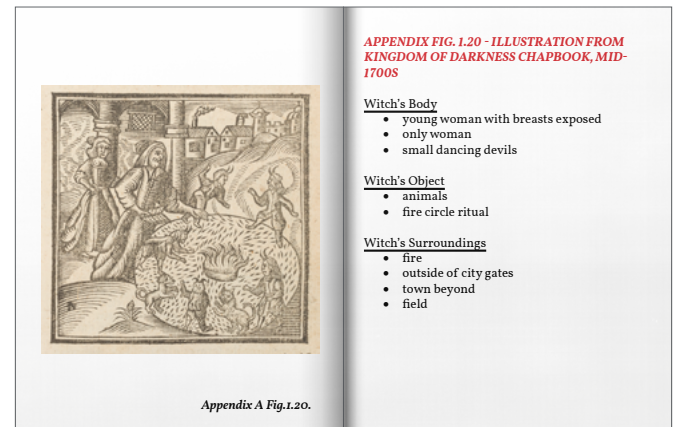 Appendix A Fig.1.20.
APPENDIX FIG. 1.20 - ILLUSTRATION FROM
KINGDOM OF DARKNESS CHAPBOOK, MID-
1700S
Witch's Body
• young woman with breasts exposed
• only woman
• small dancing devils
Witch's Object
• animals
• fire circle ritual
Witch's Surroundings
• fire
• outside of city gates
• town beyond
• field